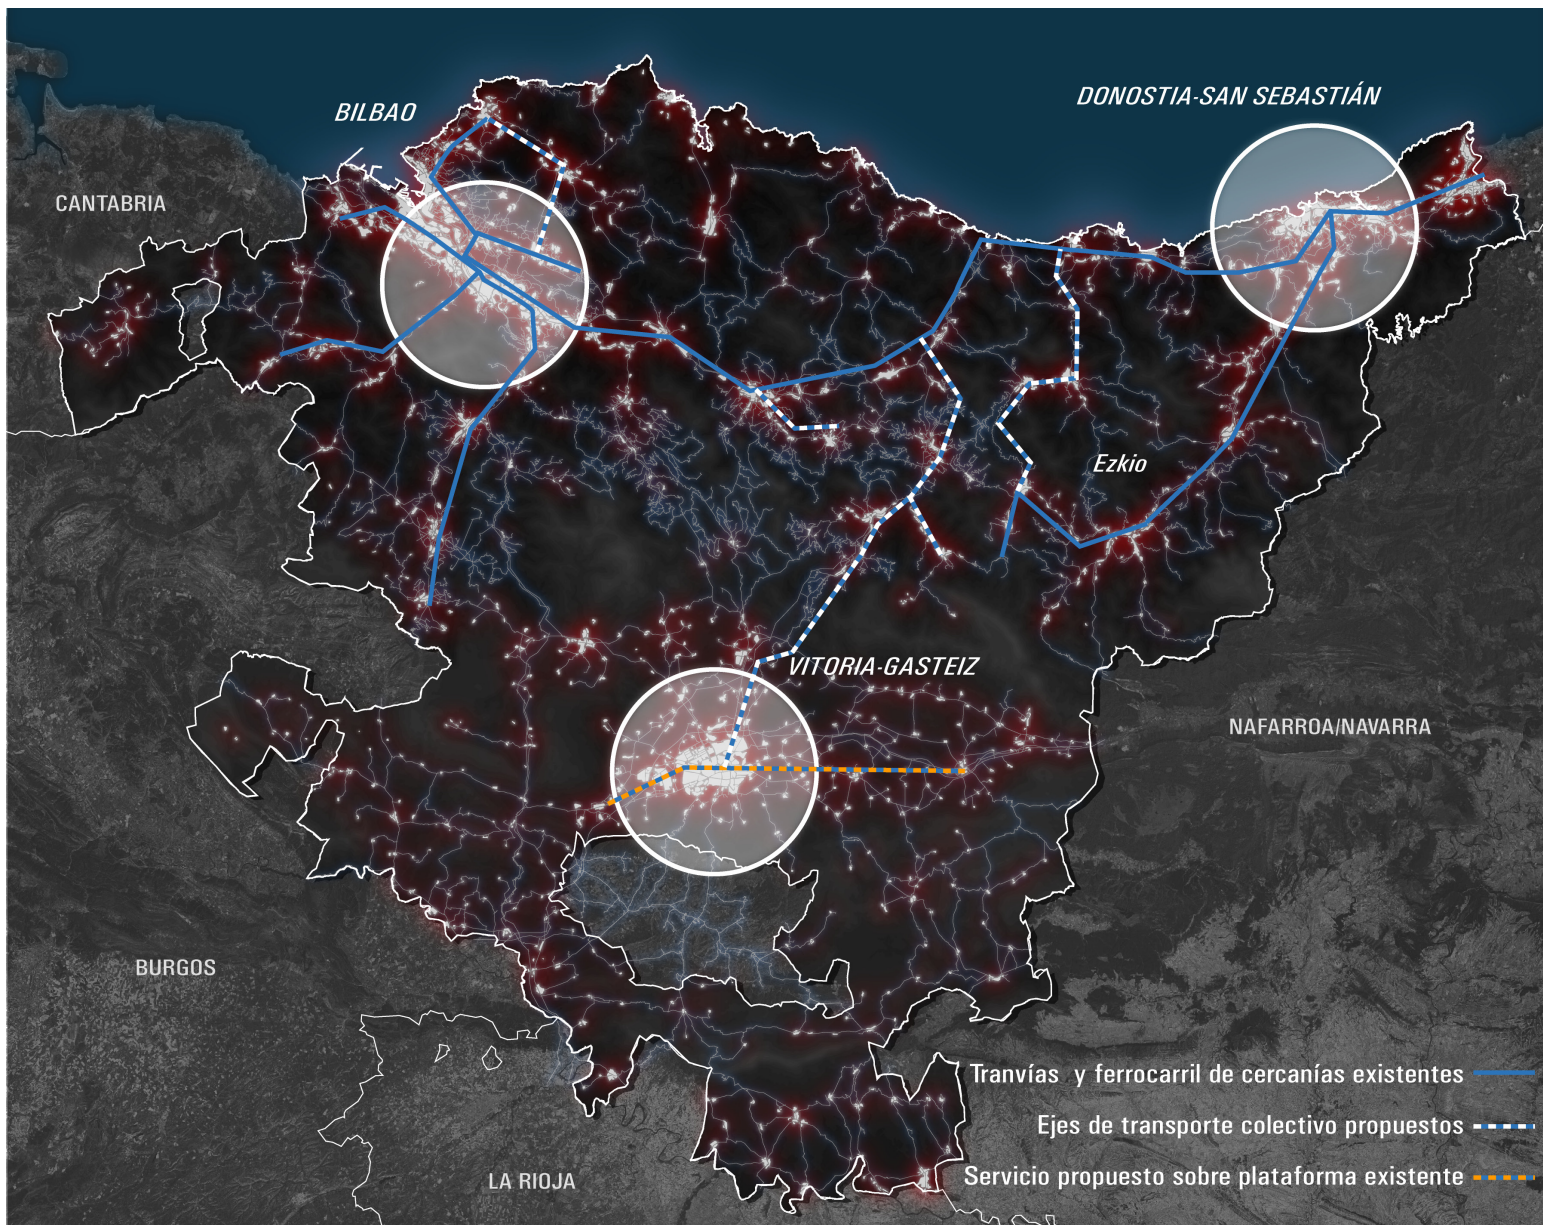 DONOSTIA-SAN SEBASTIÁN
BILBAO
CANTABRIA
Ezkio
VITORIA-GASTEIZ
NAFARROA/NAVARRA
BURGOS
LA RIOJA
Tranvías y ferrocarril de cercanías existentes
Ejes de transporte colectivo propuestos
Servicio propuesto sobre plataforma existente